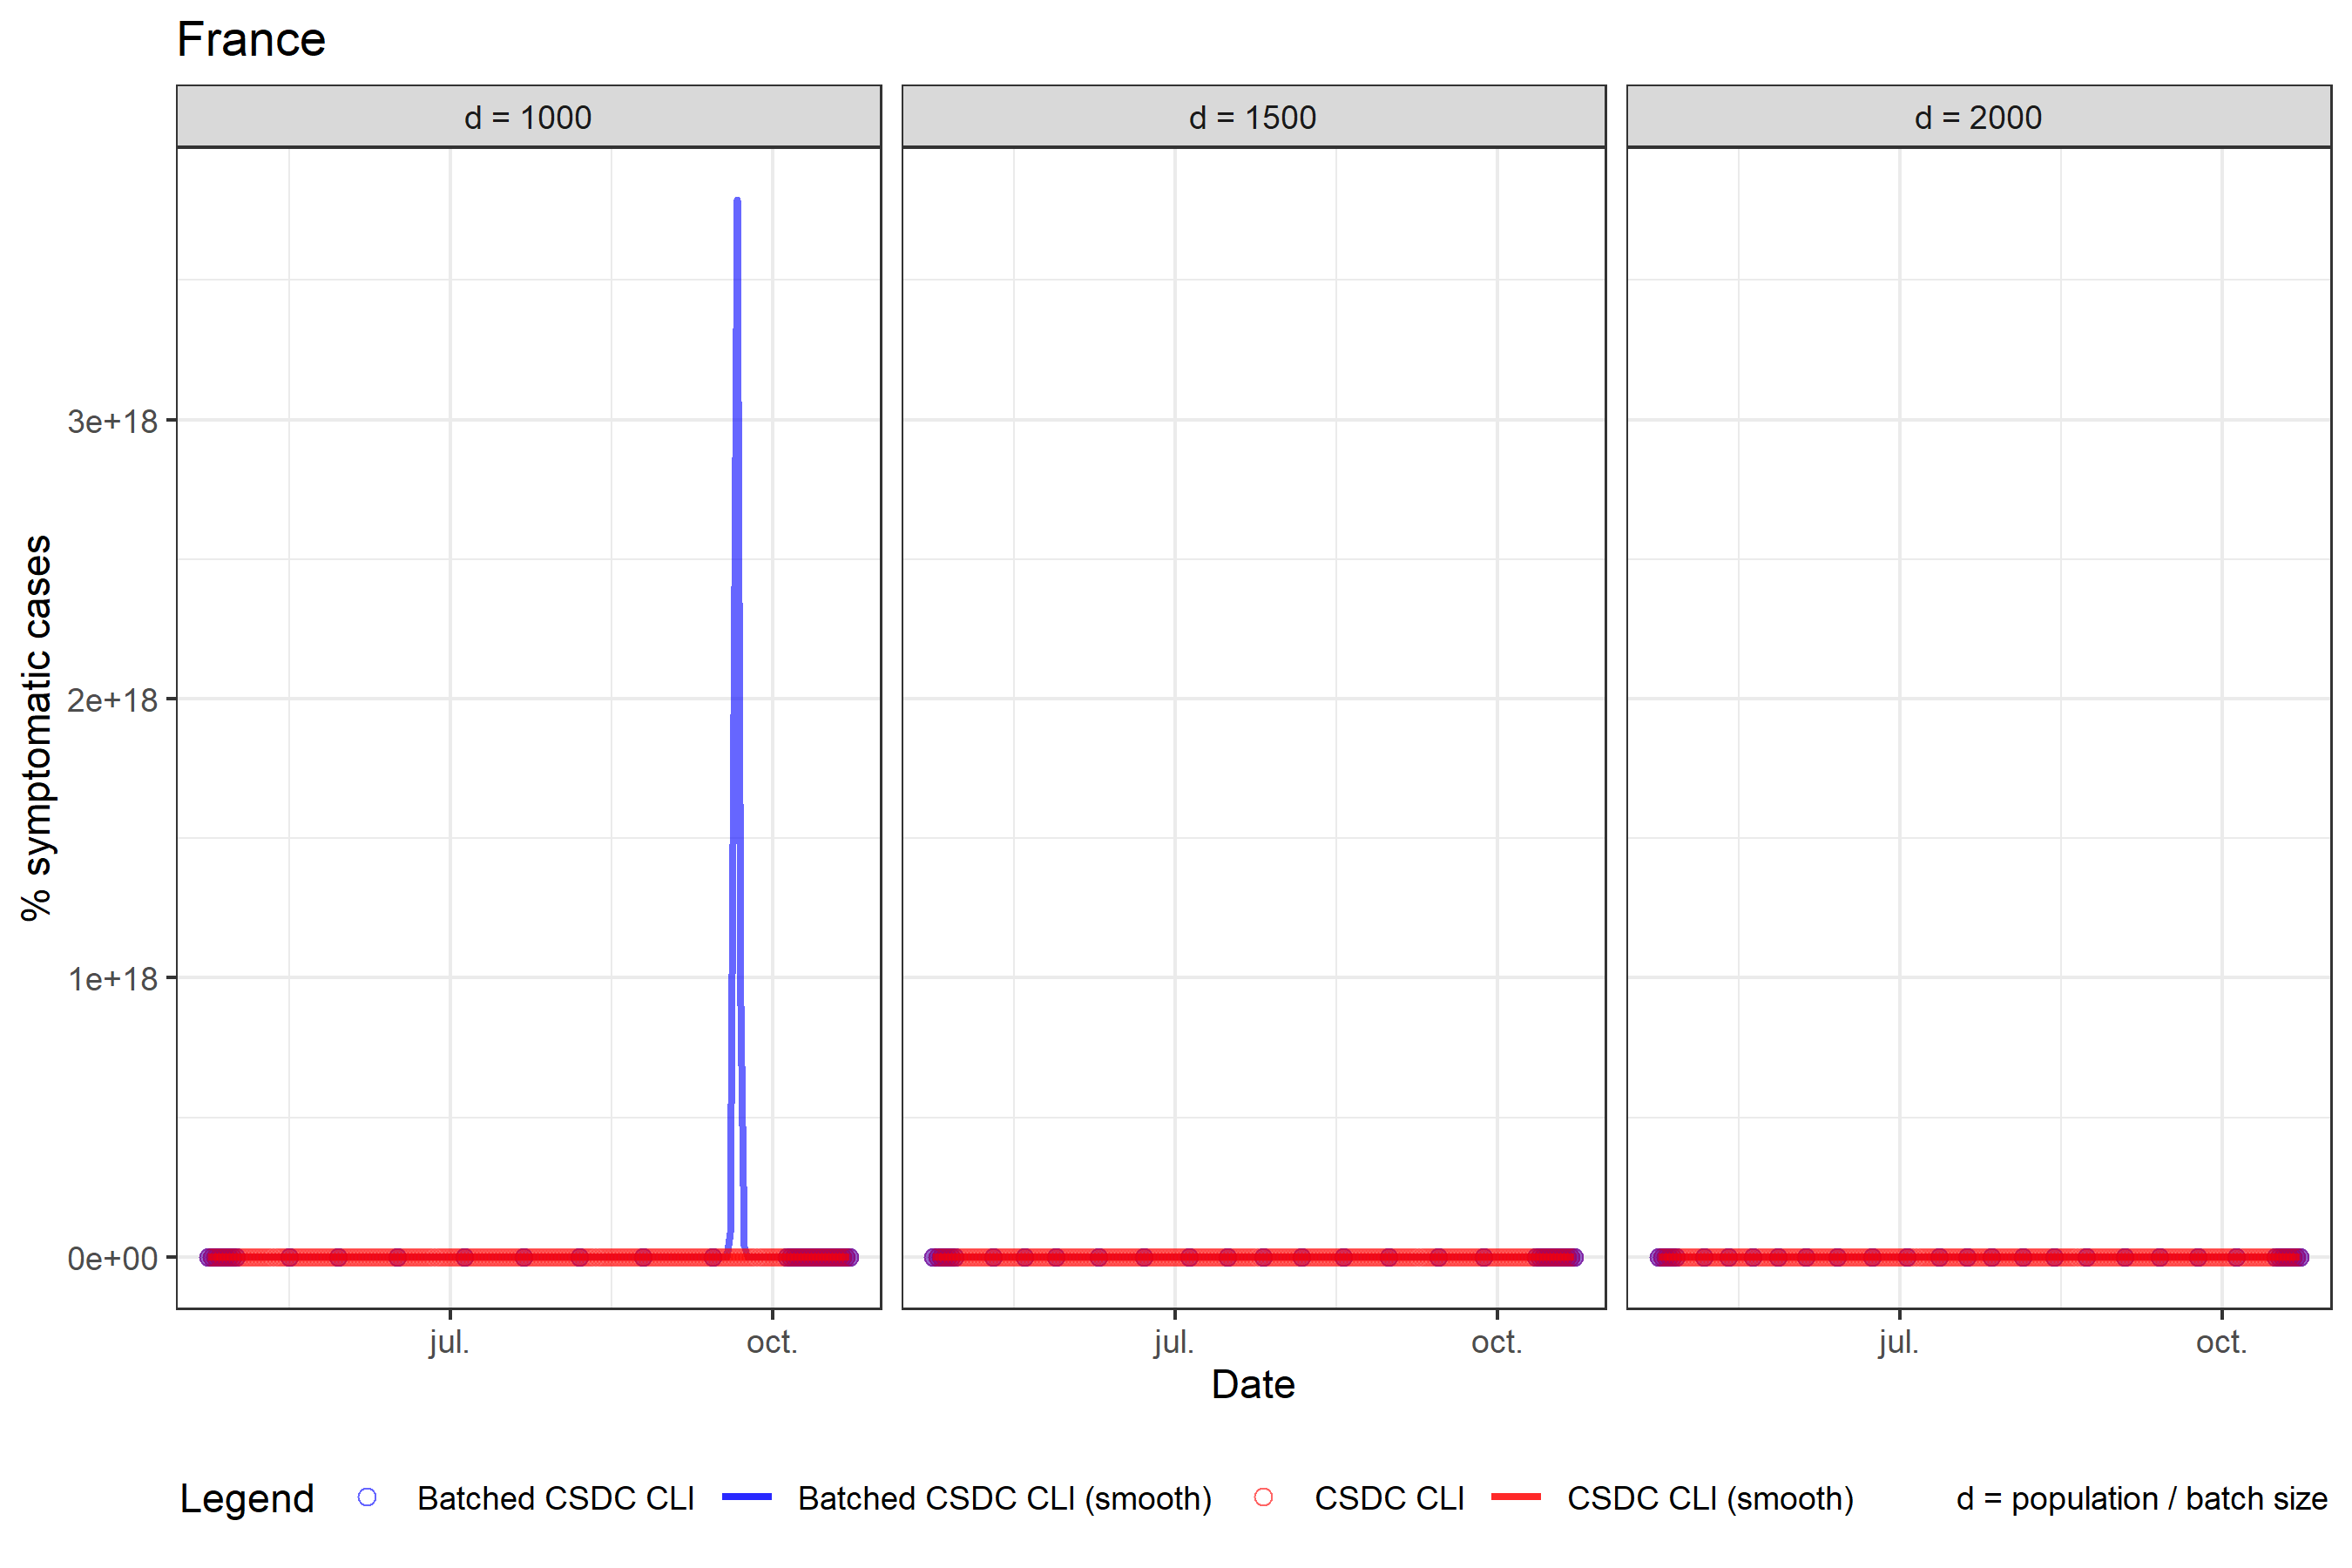 France
d = 1000
d = 1500
d = 2000
% symptomatic cases
3e+18
2e+18
1e+18
0e+00
jul.
oct.
jul.
oct.
jul.
oct.
Date
Legend
Batched CSDC CLI
Batched CSDC CLI (smooth)
CSDC CLI
CSDC CLI (smooth)
d = population / batch size